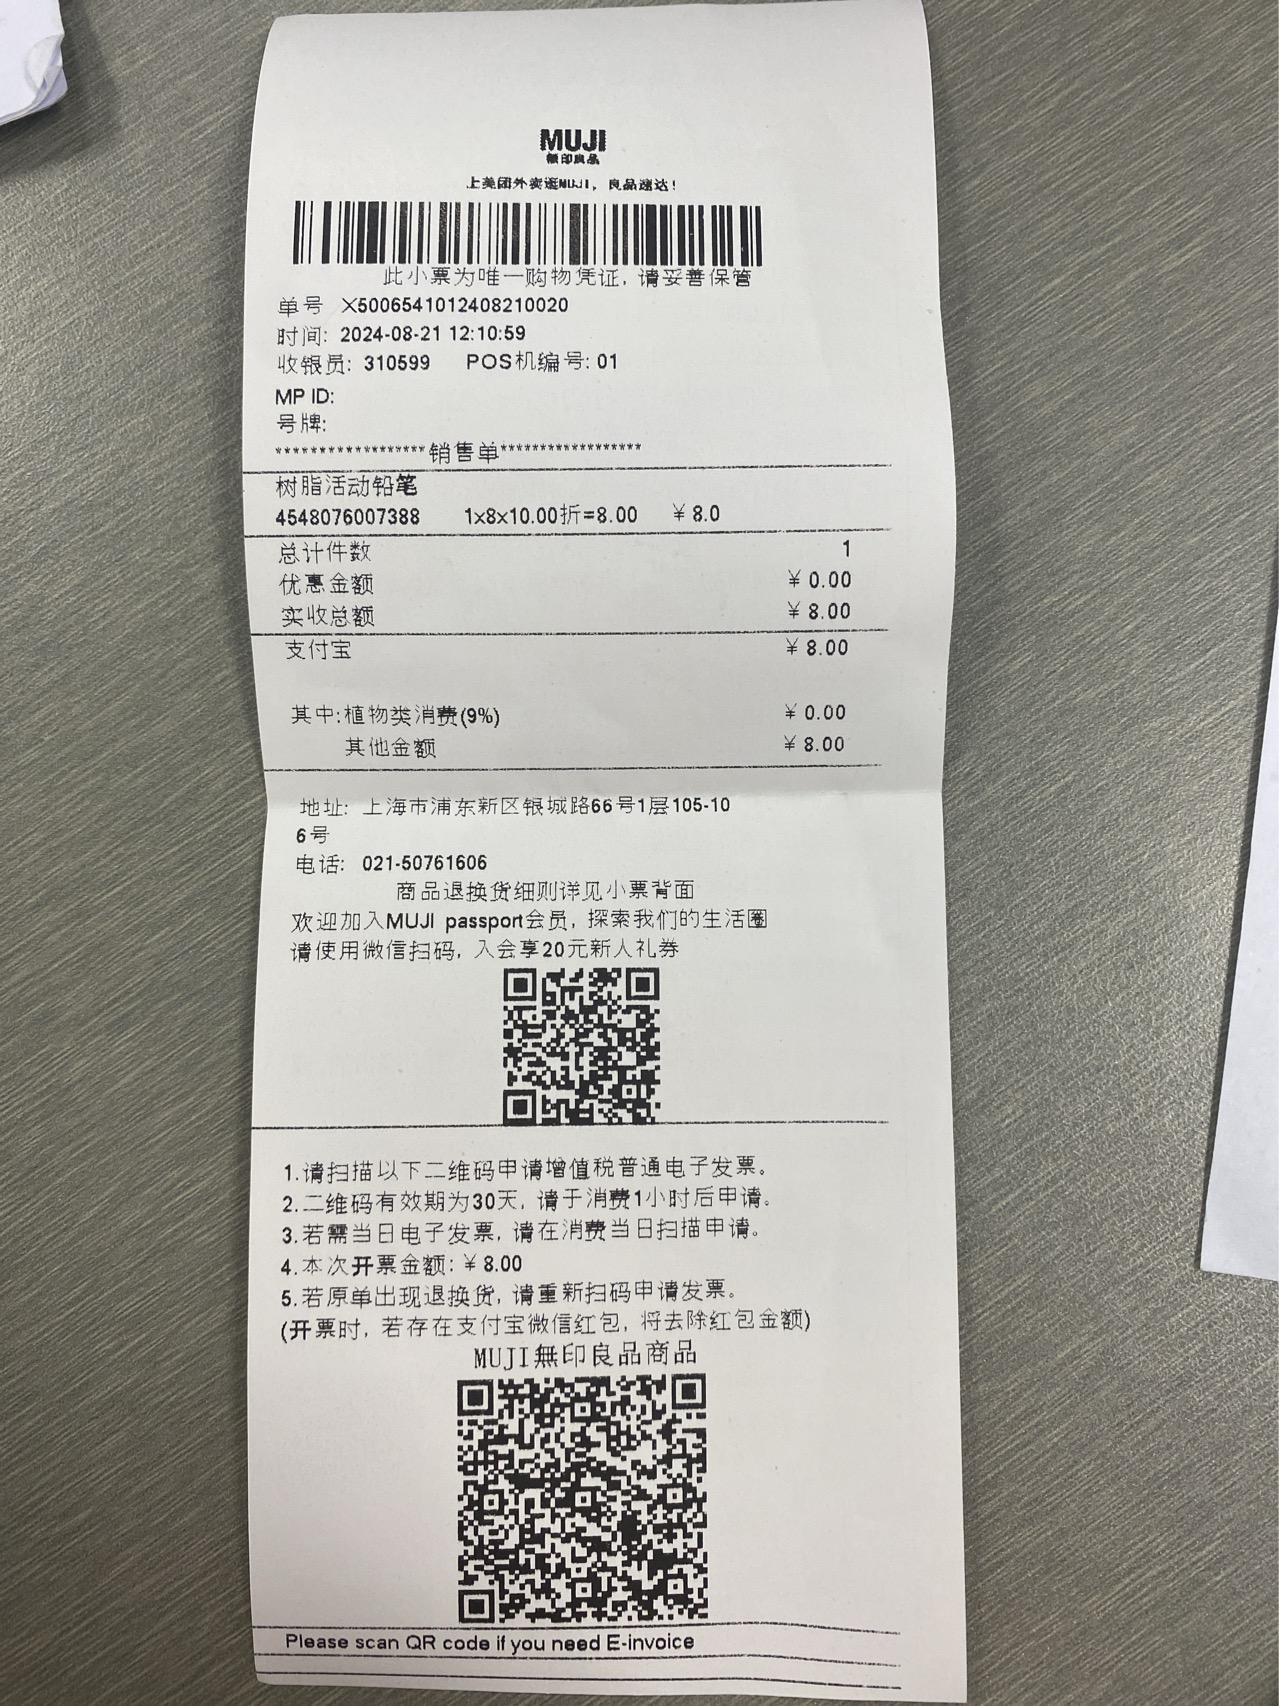 MUJI
無印良品
上美团外卖逛MUJI，良品速达！
此小票为唯一购物凭证，请妥善保管
单号 X5006541012408210020
时间: 2024-08-21 12:10:59
收银员: 310599 POS机编号: 01
MP ID:
号牌:
******************销售单*****************
树脂活动铅笔
4548076007388 1x8x10.00折=8.00 ¥8.0
总计件数 1
优惠金额 ¥0.00
实收总额 ¥8.00
支付宝 ¥8.00
其中:植物类消费(9%) ¥0.00
其他金额 ¥8.00
地址: 上海市浦东新区银城路66号1层105-10
6号
电话: 021-50761606
商品退换货细则详见小票背面
欢迎加入MUJI passport会员，探索我们的生活圈
请使用微信扫码，入会享20元新人礼券
1.请扫描以下二维码申请增值税普通电子发票。
2.二维码有效期为30天，请于消费1小时后申请。
3.若需当日电子发票，请在消费当日扫描申请。
4.本次开票金额: ¥8.00
5.若原单出现退换货，请重新扫码申请发票。
(开票时，若存在支付宝微信红包，将去除红包金额)
MUJI無印良品商品
Please scan QR code if you need E-invoice